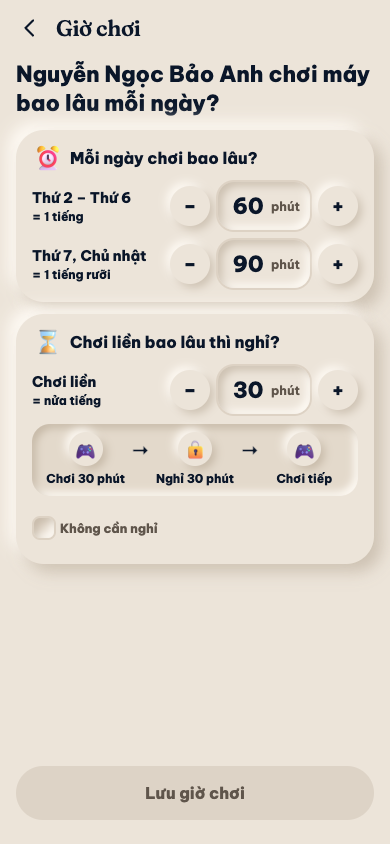 Giờ chơi
Nguyễn Ngọc Bảo Anh chơi máy
bao lâu mỗi ngày?
Mỗi ngày chơi bao lâu?
Thứ 2 – Thứ 6
= 1 tiếng
– 60 phút +
Thứ 7, Chủ nhật
= 1 tiếng rưỡi
– 90 phút +
Chơi liền bao lâu thì nghỉ?
Chơi liền
= nửa tiếng
– 30 phút +
→ →
Chơi 30 phút Nghỉ 30 phút Chơi tiếp
Không cần nghỉ
Lưu giờ chơi